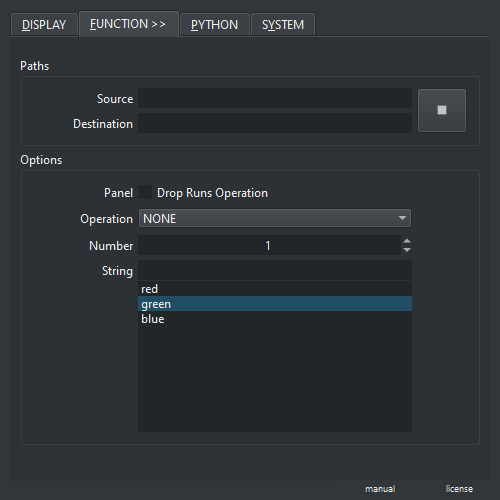 DISPLAY FUNCTION >> PYTHON SYSTEM
Paths
Source
Destination
Options
Panel Drop Runs Operation
Operation NONE
Number 1
String
red
green
blue
manual license